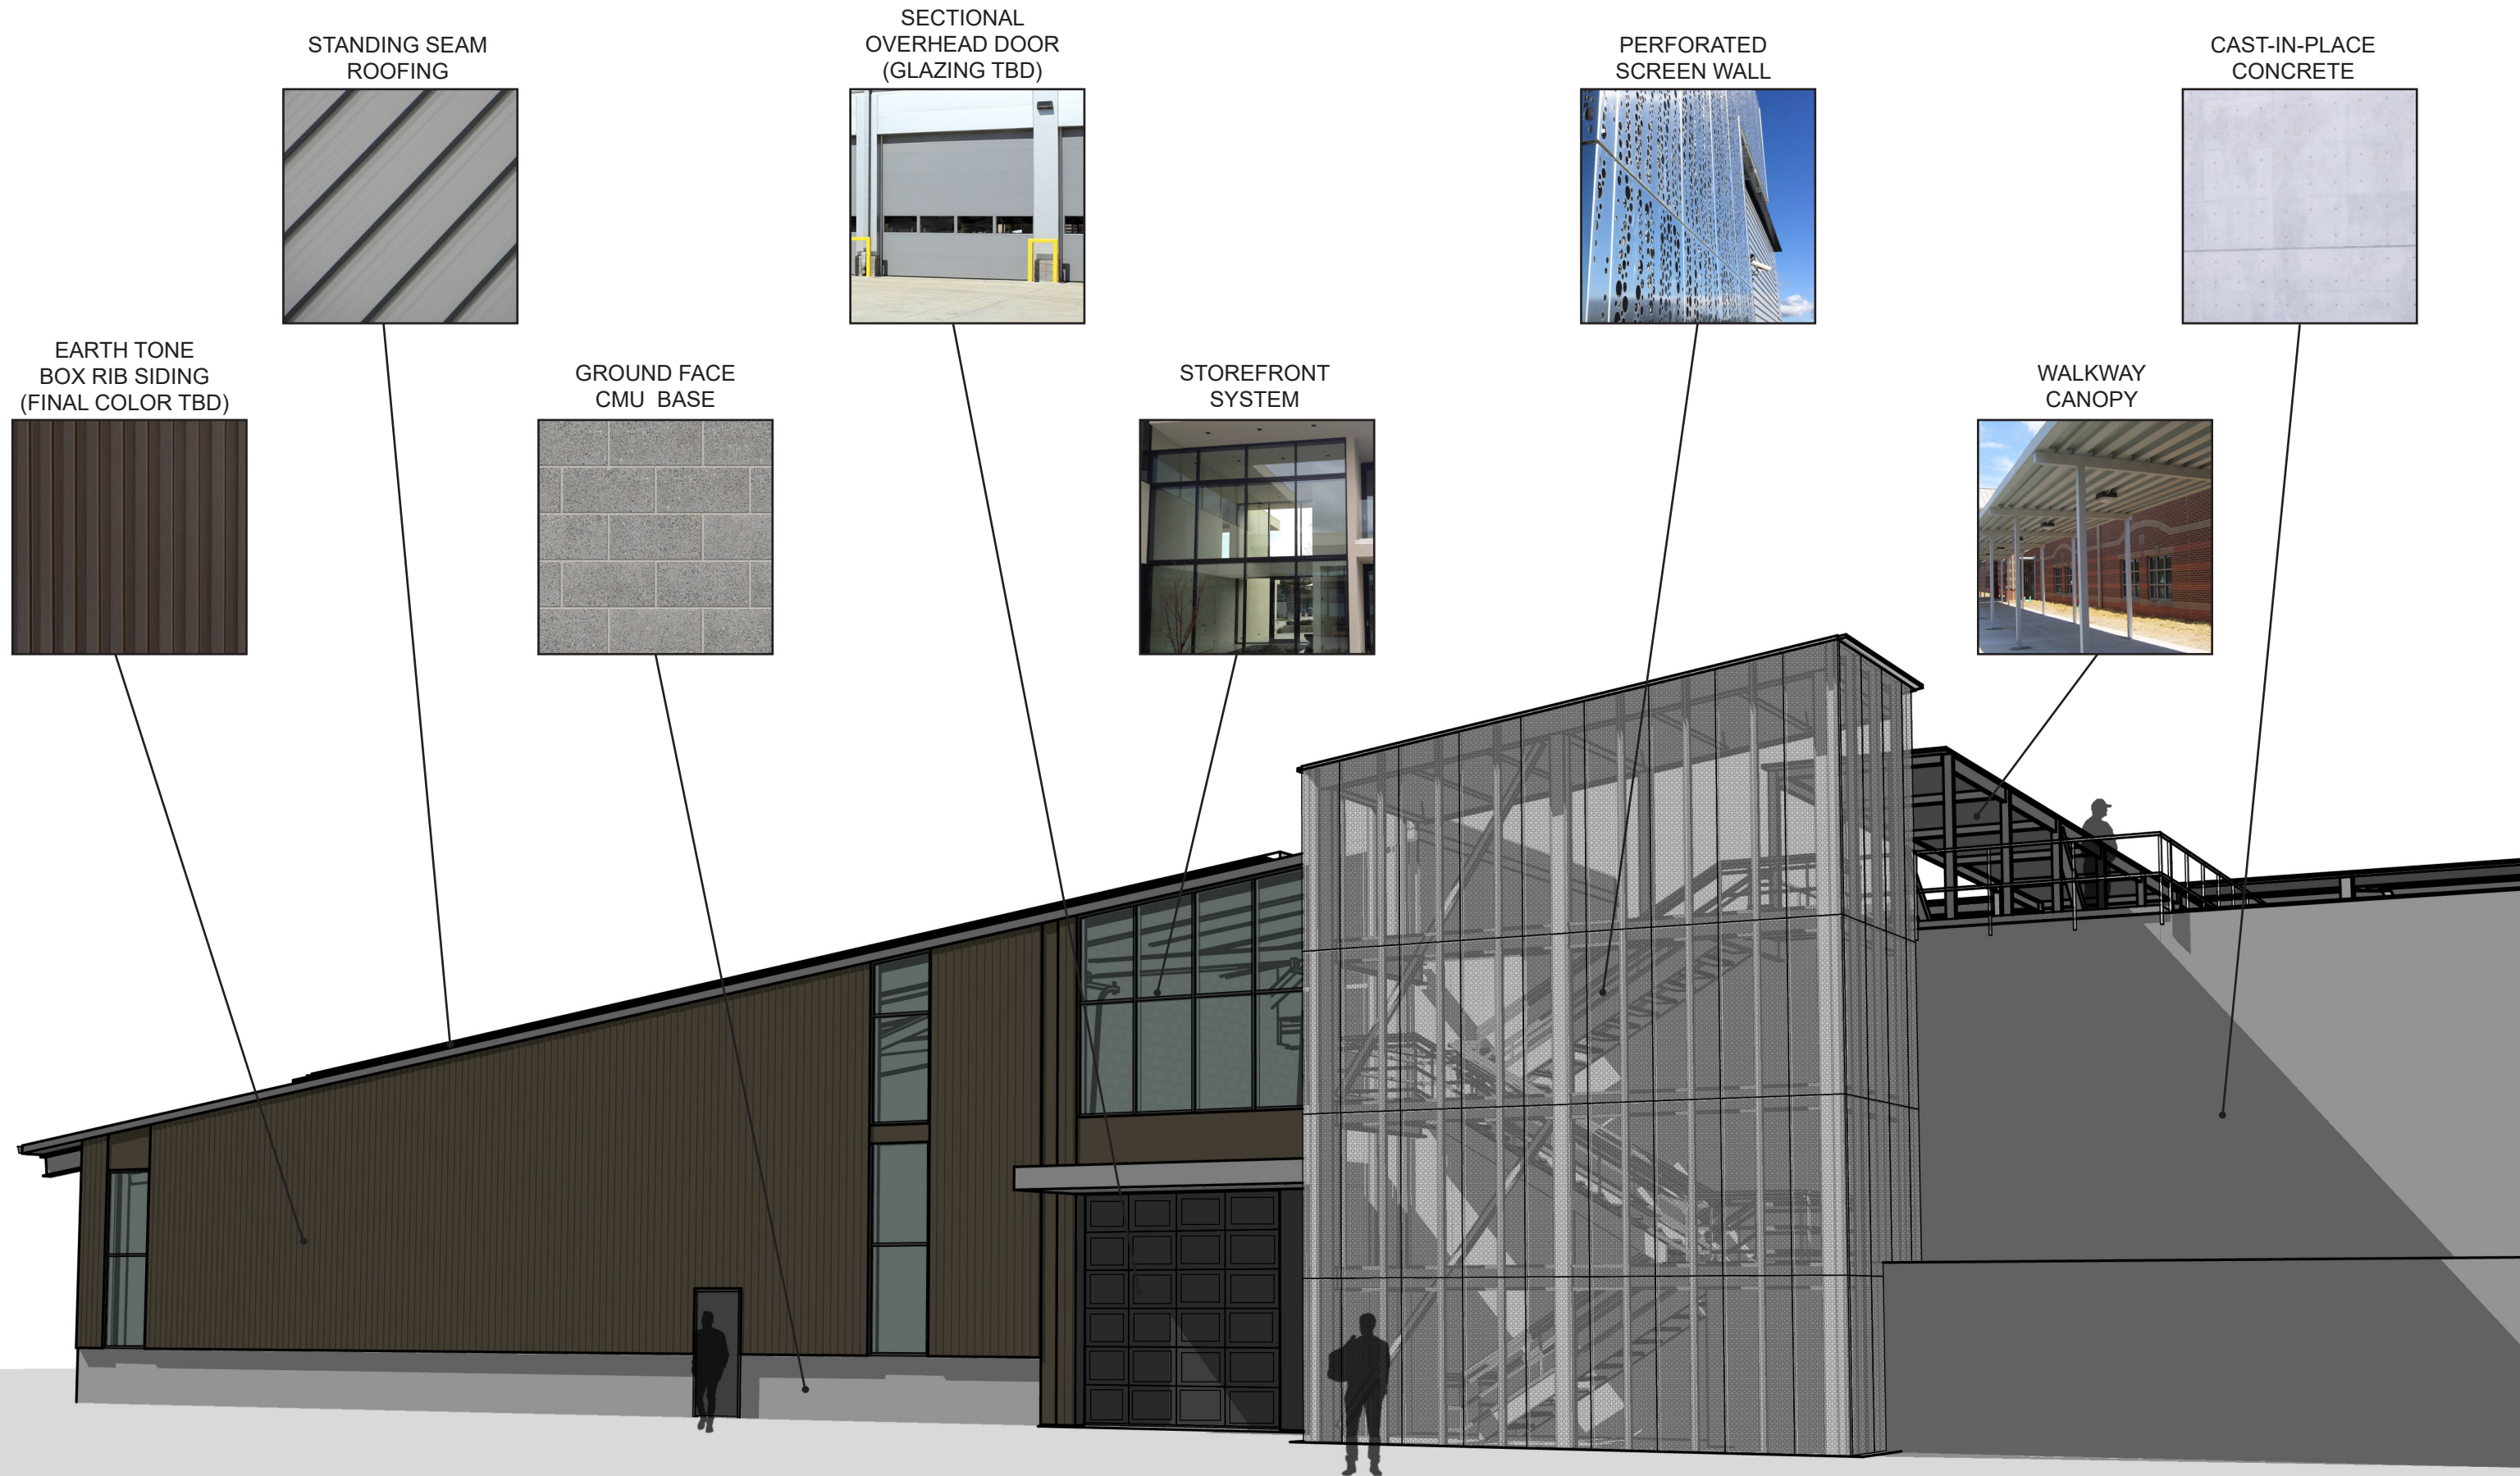 STANDING SEAM
ROOFING
SECTIONAL
OVERHEAD DOOR
(GLAZING TBD)
PERFORATED
SCREEN WALL
CAST-IN-PLACE
CONCRETE
EARTH TONE
BOX RIB SIDING
(FINAL COLOR TBD)
GROUND FACE
CMU  BASE
STOREFRONT
SYSTEM
WALKWAY
CANOPY